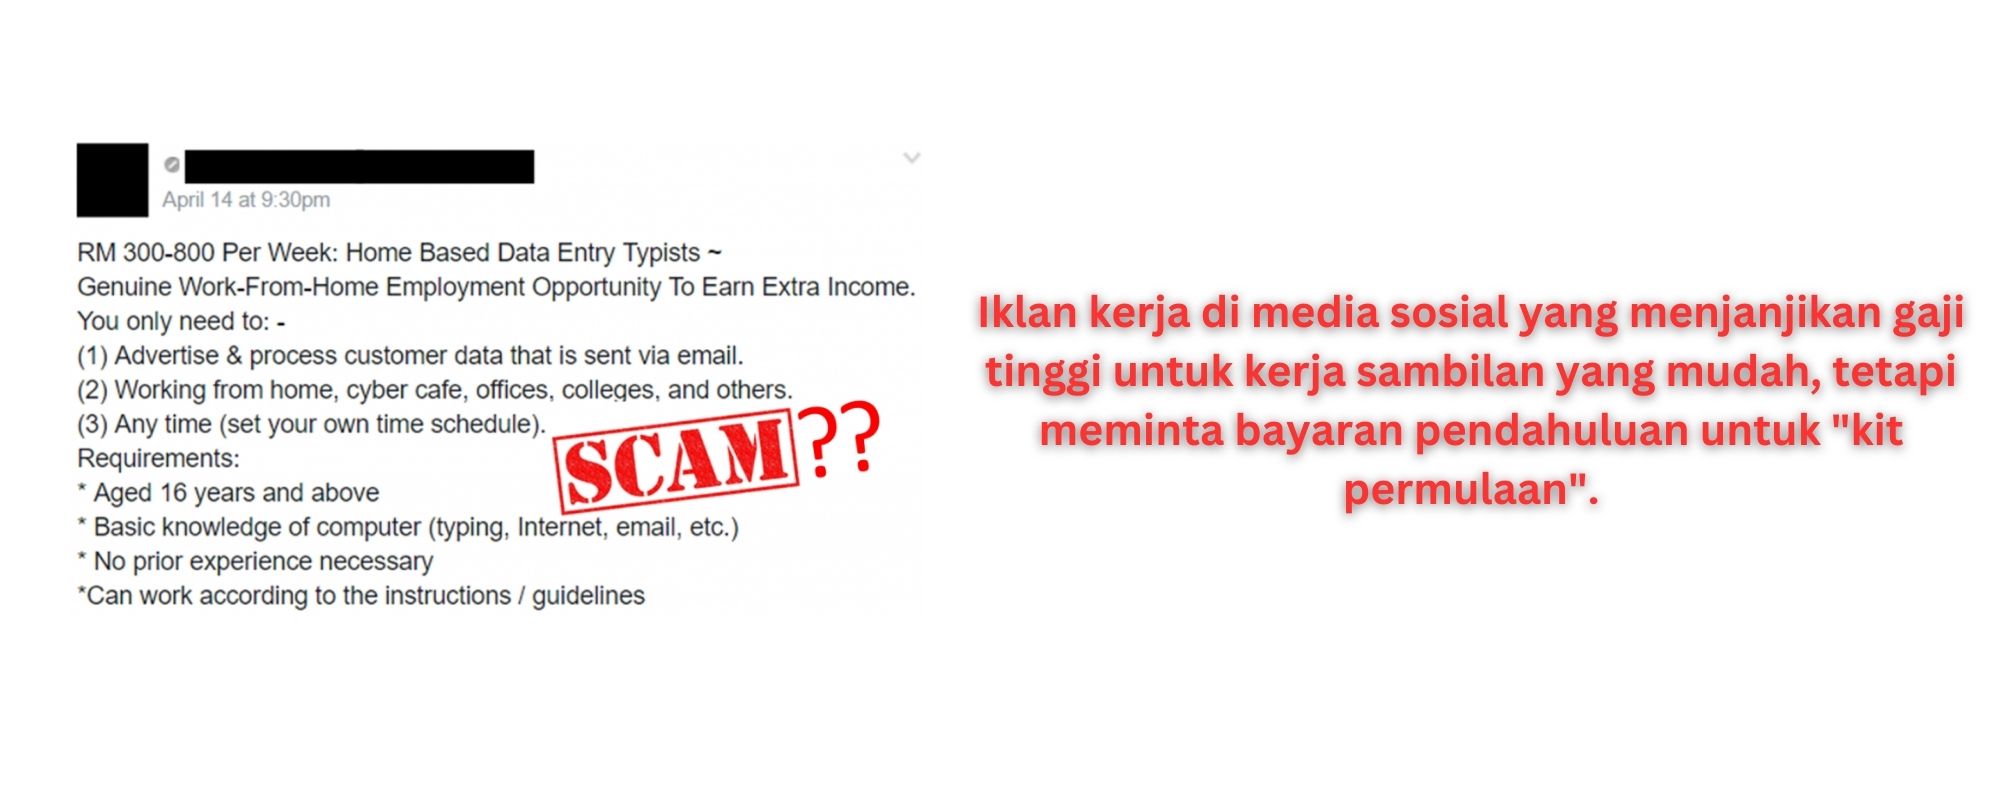 April 14 at 9:30pm
RM 300-800 Per Week: Home Based Data Entry Typists ~
Genuine Work-From-Home Employment Opportunity To Earn Extra Income.
You only need to: -
(1) Advertise & process customer data that is sent via email.
(2) Working from home, cyber cafe, offices, colleges, and others.
(3) Any time (set your own time schedule).
SCAM??
Requirements:
* Aged 16 years and above
* Basic knowledge of computer (typing, Internet, email, etc.)
* No prior experience necessary
*Can work according to the instructions / guidelines
Iklan kerja di media sosial yang menjanjikan gaji
tinggi untuk kerja sambilan yang mudah, tetapi
meminta bayaran pendahuluan untuk "kit
permulaan".